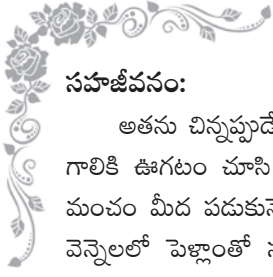 సహజీవనం:
అతను చిన్నప్పుడే
గాలికి ఊగటం చూసి
మంచం మీద పడుకునే
వెన్నెలలో పెళ్లాంతో